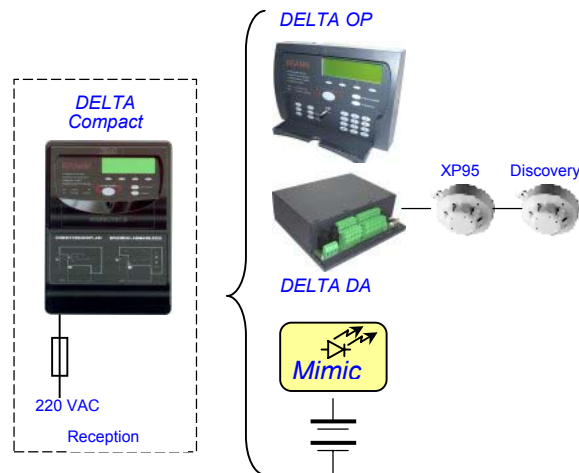 DELTA
Compact
220 VAC
Reception
DELTA OP
XP95
Discovery
DELTA DA
Mimic